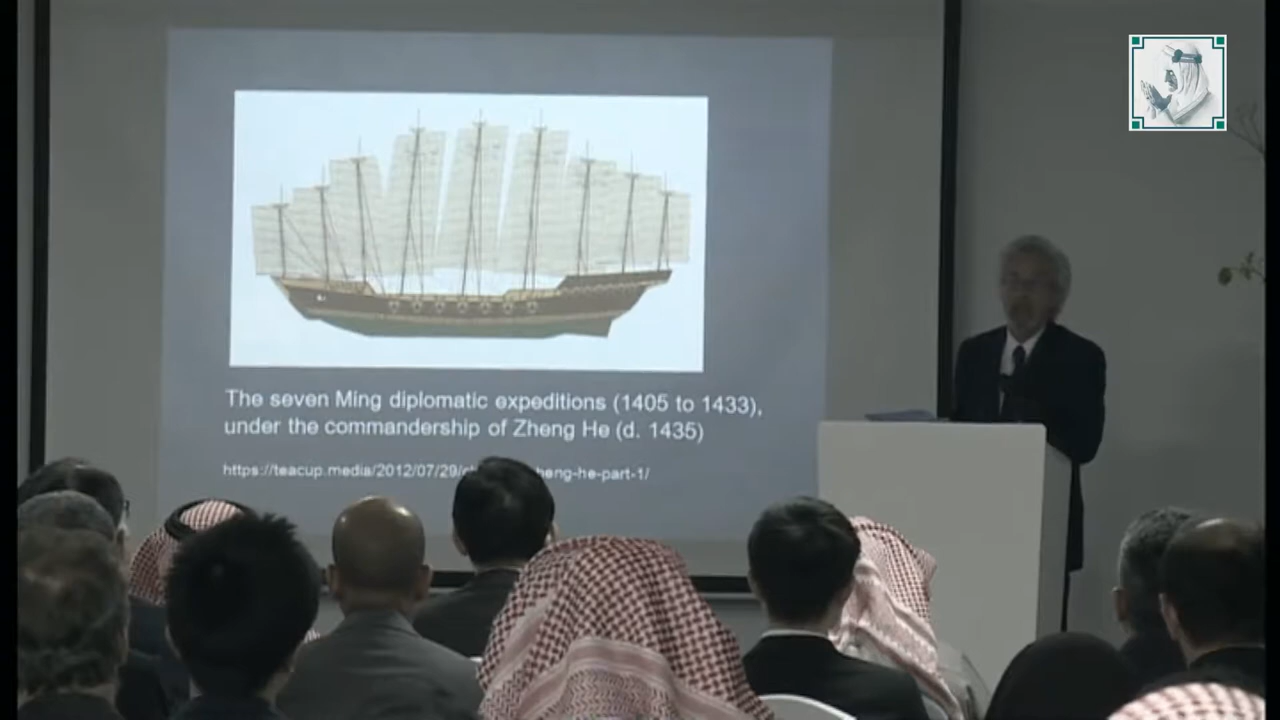 The seven Ming diplomatic expeditions (1405 to 1433),
under the commandership of Zheng He (d. 1435)
https://teacup.media/2012/07/29/ heng-he-part-1/